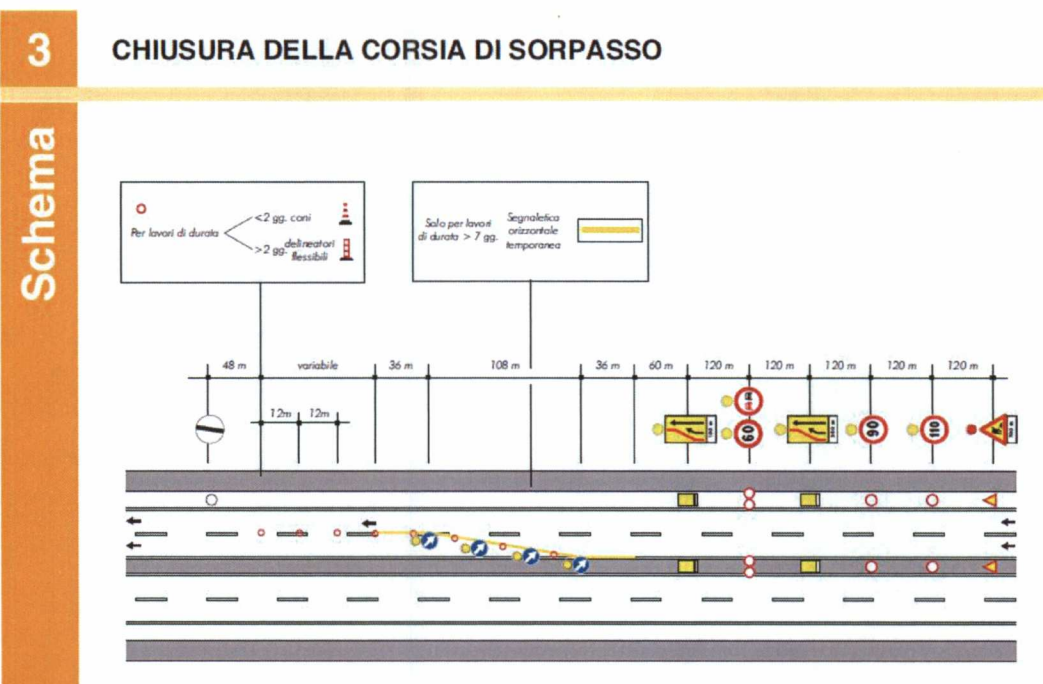 3
CHIUSURA DELLA CORSIA DI SORPASSO
Schema
Per lavori di durata
<2 gg. coni
>2 gg. delineatori
flessibili
Solo per lavori
di durata > 7 gg.
Segnaletica
orizzontale
temporanea
48 m variabile 36 m 108 m 36 m 60 m 120 m 120 m 120 m 120 m 120 m
12m 12m
60 90 110